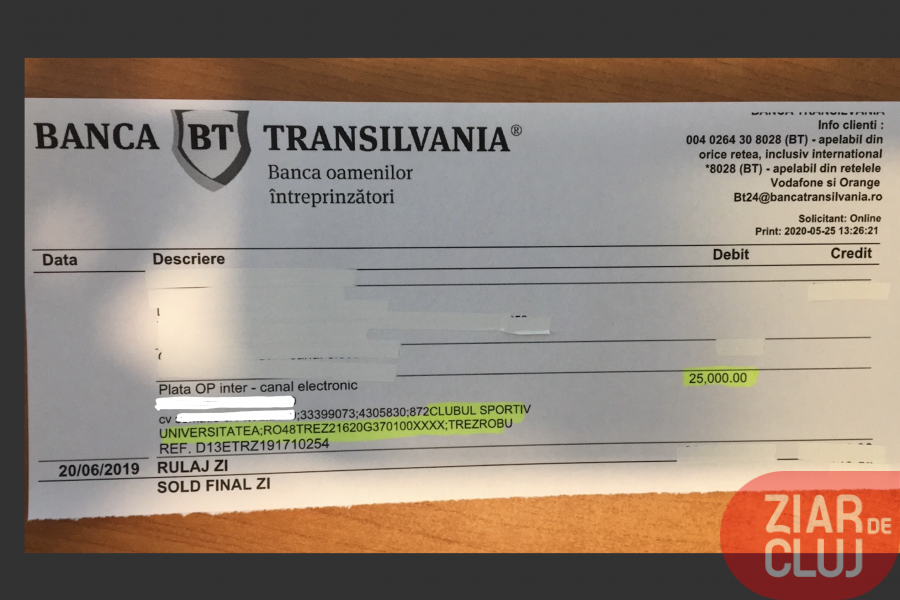 BANCA BT TRANSILVANIA®
Banca oamenilor
întreprinzători
BANCA TRANSILVANIA
Info clienti :
004 0264 30 8028 (BT) - apelabil din
orice retea, inclusiv international
*8028 (BT) - apelabil din retelele
Vodafone si Orange
Bt24@bancatransilvania.ro
Solicitant: Online
Print: 2020-05-25 13:26:21
Data Descriere Debit Credit
Plata OP inter - canal electronic 25,000.00
cv ;33399073;4305830;872CLUBUL SPORTIV
UNIVERSITATEA;RO48TREZ21620G370100XXXX;TREZROBU
REF. D13ETRZ191710254
20/06/2019 RULAJ ZI
SOLD FINAL ZI
ZIAR DE
CLUJ